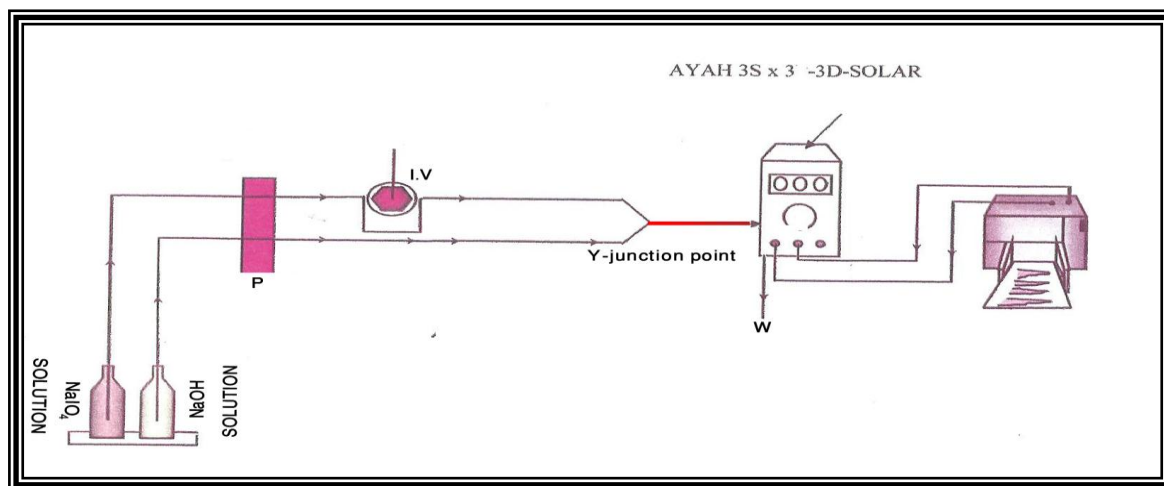 AYAH 3S x 3 -3D-SOLAR
I.V
P
Y-junction point
W
SOLUTION
NaIO4
NaOH
SOLUTION